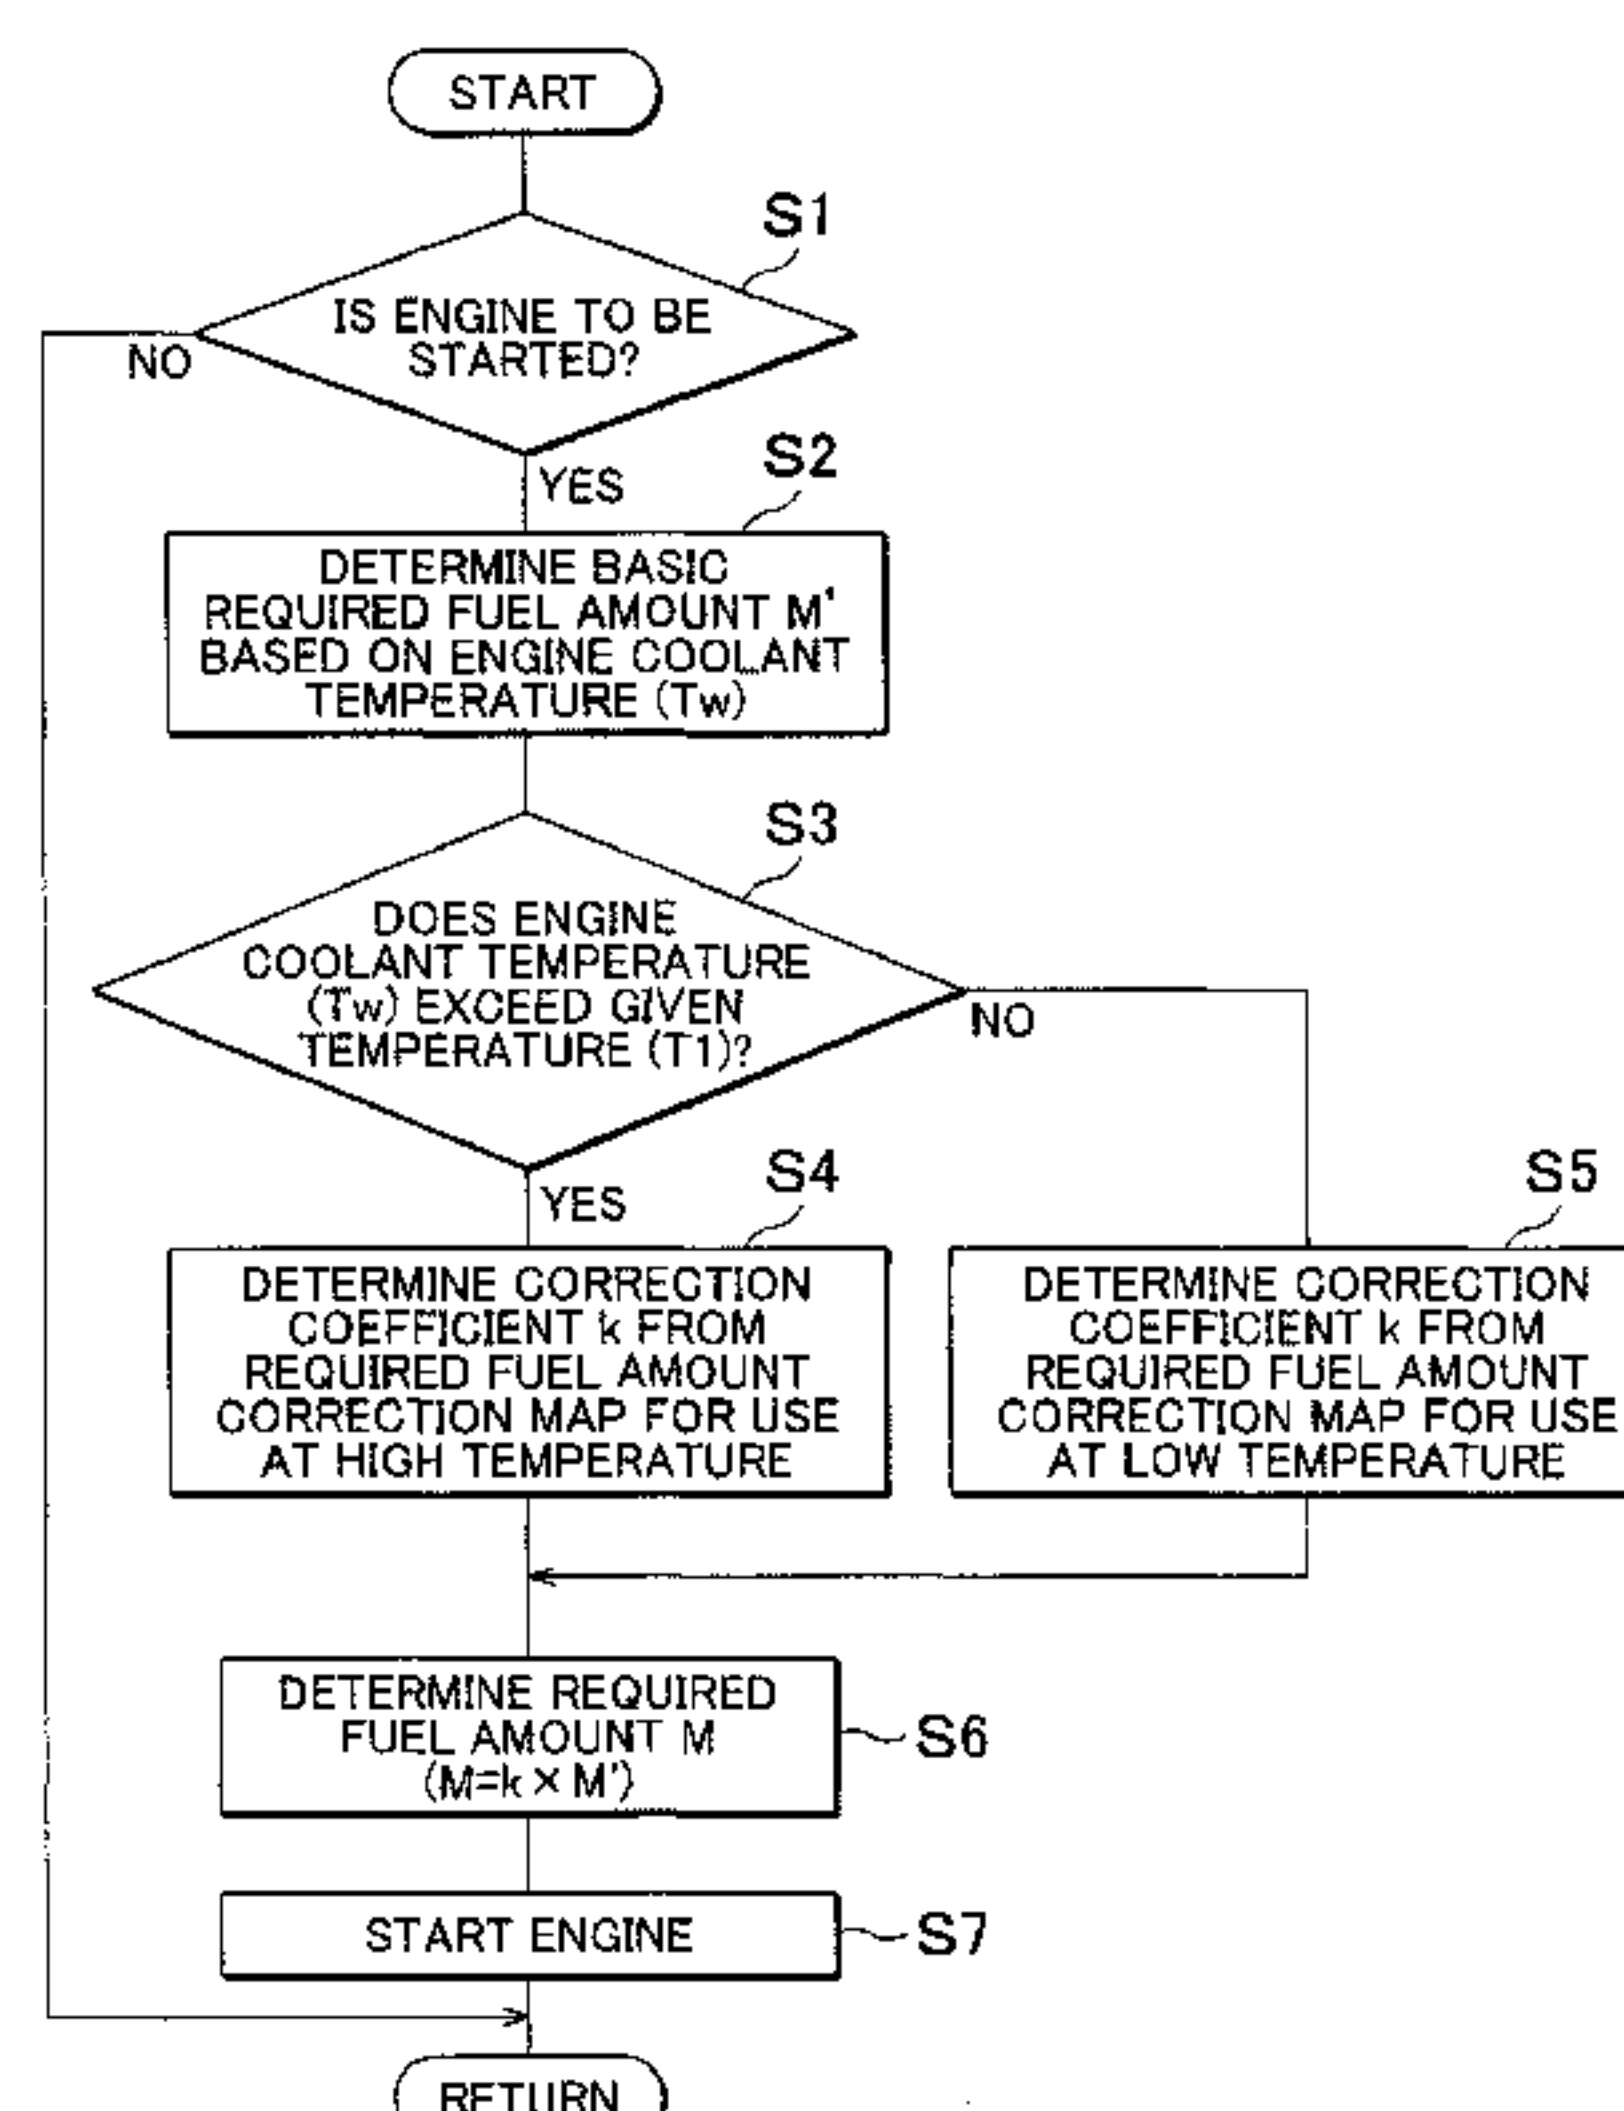 START
S1
IS ENGINE TO BE
STARTED?
NO
YES
S2
DETERMINE BASIC
REQUIRED FUEL AMOUNT M'
BASED ON ENGINE COOLANT
TEMPERATURE (Tw)
S3
DOES ENGINE
COOLANT TEMPERATURE
(Tw) EXCEED GIVEN
TEMPERATURE (T1)?
NO
YES
S4
DETERMINE CORRECTION
COEFFICIENT k FROM
REQUIRED FUEL AMOUNT
CORRECTION MAP FOR USE
AT HIGH TEMPERATURE
S5
DETERMINE CORRECTION
COEFFICIENT k FROM
REQUIRED FUEL AMOUNT
CORRECTION MAP FOR USE
AT LOW TEMPERATURE
DETERMINE REQUIRED
FUEL AMOUNT M
(M=k×M')
S6
START ENGINE
S7
RETURN